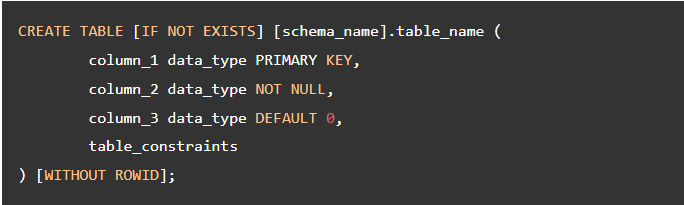 CREATE TABLE [IF NOT EXISTS] [schema_name].table_name (
column_1 data_type PRIMARY KEY,
column_2 data_type NOT NULL,
column_3 data_type DEFAULT 0,
table_constraints
) [WITHOUT ROWID];